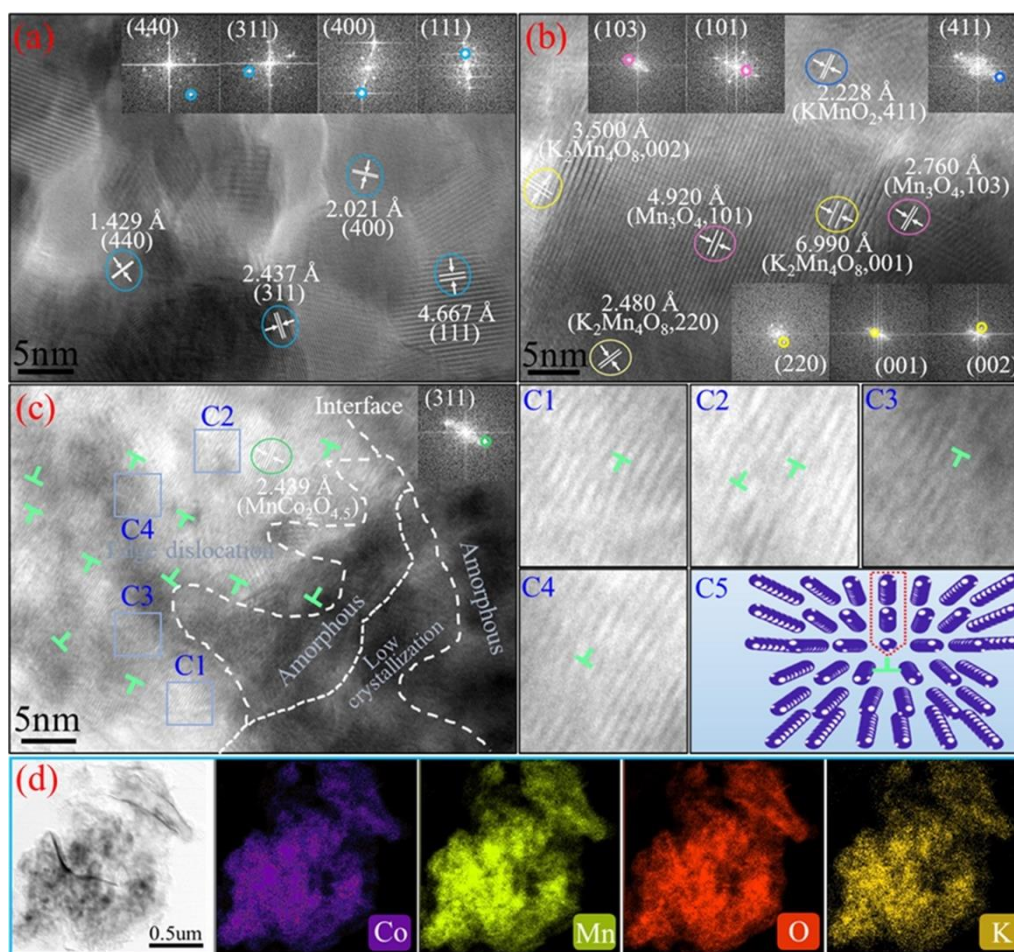 (a)
(440)
(311)
(400)
(111)
1.429 Å
(440)
2.437 Å
(311)
2.021 Å
(400)
4.667 Å
(111)
5nm
(b)
(103)
(101)
(411)
2.228 Å
(KMnO₂,411)
3.500 Å
(K₂Mn₄O₈,002)
4.920 Å
(Mn₃O₄,101)
2.760 Å
(Mn₃O₄,103)
6.990 Å
(K₂Mn₄O₈,001)
2.480 Å
(K₂Mn₄O₈,220)
(220)
(001)
(002)
5nm
(c)
C2
Interface
(311)
2.439 Å
(MnCo₂O₄.₅)
C4
Edge dislocation
C3
C1
Amorphous
Low
crystallization
Amorphous
5nm
C1
C2
C3
C4
C5
(d)
0.5um
Co
Mn
O
K